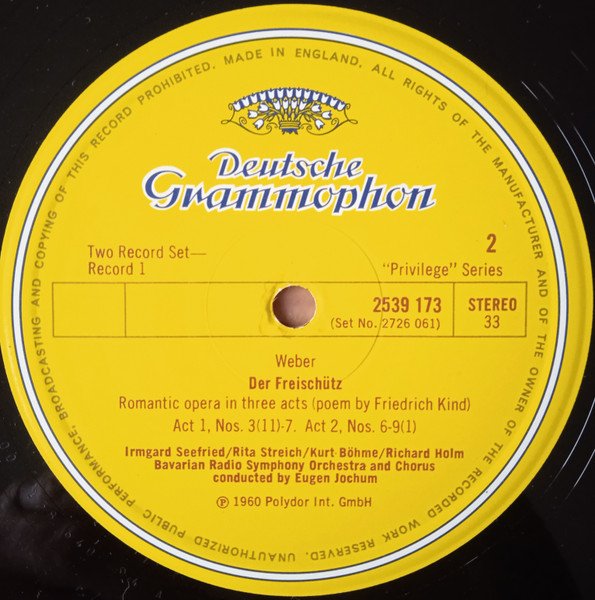 MADE IN ENGLAND. ALL RIGHTS OF THE MANUFACTURER AND OF THE OWNER OF THE RECORDED WORK RESERVED. UNAUTHORIZED PUBLIC PERFORMANCE, BROADCASTING AND COPYING OF THIS RECORD PROHIBITED.
Deutsche
Grammophon
Two Record Set—
Record 1
2
"Privilege" Series
2539 173
(Set No. 2726 061)
STEREO
33
Weber
Der Freischütz
Romantic opera in three acts (poem by Friedrich Kind)
Act 1, Nos. 3(11)-7. Act 2, Nos. 6-9(1)
Irmgard Seefried/Rita Streich/Kurt Böhme/Richard Holm
Bavarian Radio Symphony Orchestra and Chorus
conducted by Eugen Jochum
℗ 1960 Polydor Int. GmbH